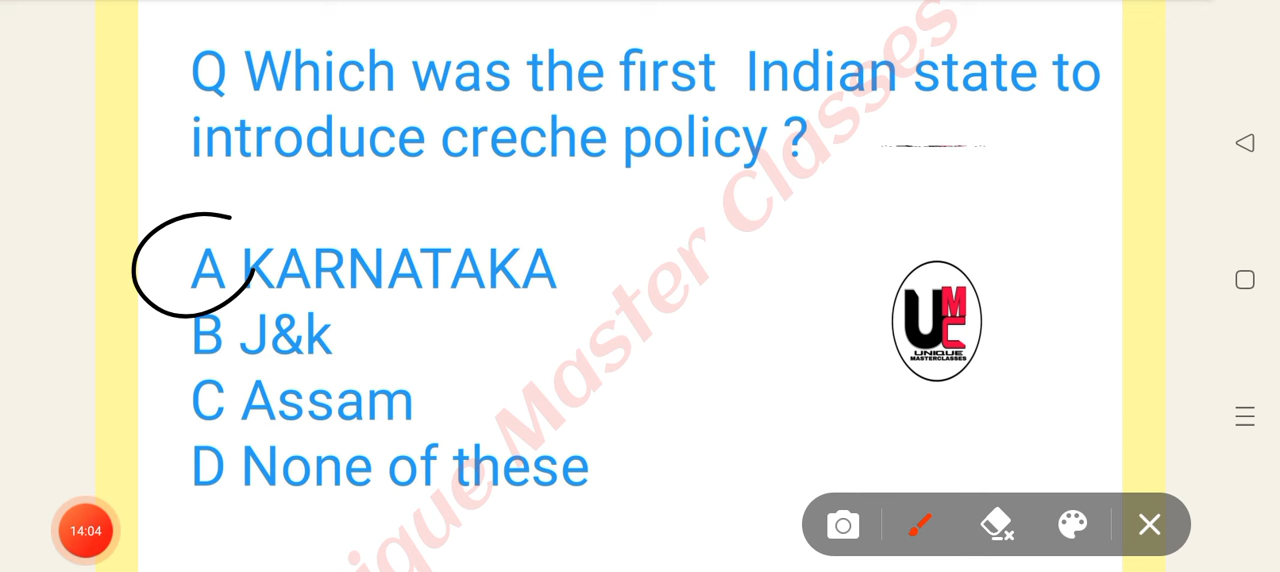 Q Which was the first Indian state to
introduce creche policy ?
A KARNATAKA
B J&k
C Assam
D None of these
ique Master Classes
UMC
UNIQUE
MASTERCLASSES
14:04